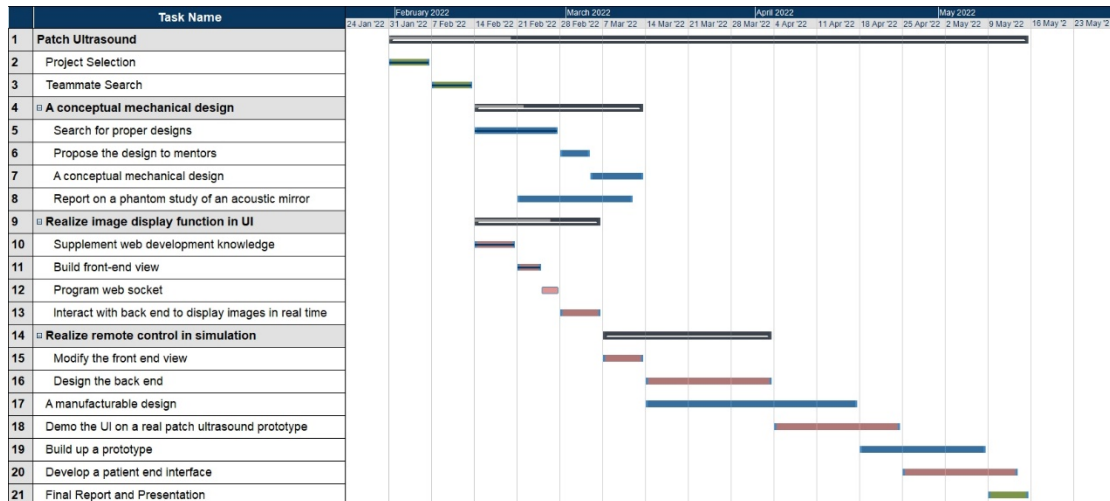 Task Name
February 2022 March 2022 April 2022 May 2022
24 Jan '22 31 Jan '22 7 Feb '22 14 Feb '22 21 Feb '22 28 Feb '22 7 Mar '22 14 Mar '22 21 Mar '22 28 Mar '22 4 Apr '22 11 Apr '22 18 Apr '22 25 Apr '22 2 May '22 9 May '22 16 May '2 23 May '2
1 Patch Ultrasound
2 Project Selection
3 Teammate Search
4 A conceptual mechanical design
5 Search for proper designs
6 Propose the design to mentors
7 A conceptual mechanical design
8 Report on a phantom study of an acoustic mirror
9 Realize image display function in UI
10 Supplement web development knowledge
11 Build front-end view
12 Program web socket
13 Interact with back end to display images in real time
14 Realize remote control in simulation
15 Modify the front end view
16 Design the back end
17 A manufacturable design
18 Demo the UI on a real patch ultrasound prototype
19 Build up a prototype
20 Develop a patient end interface
21 Final Report and Presentation